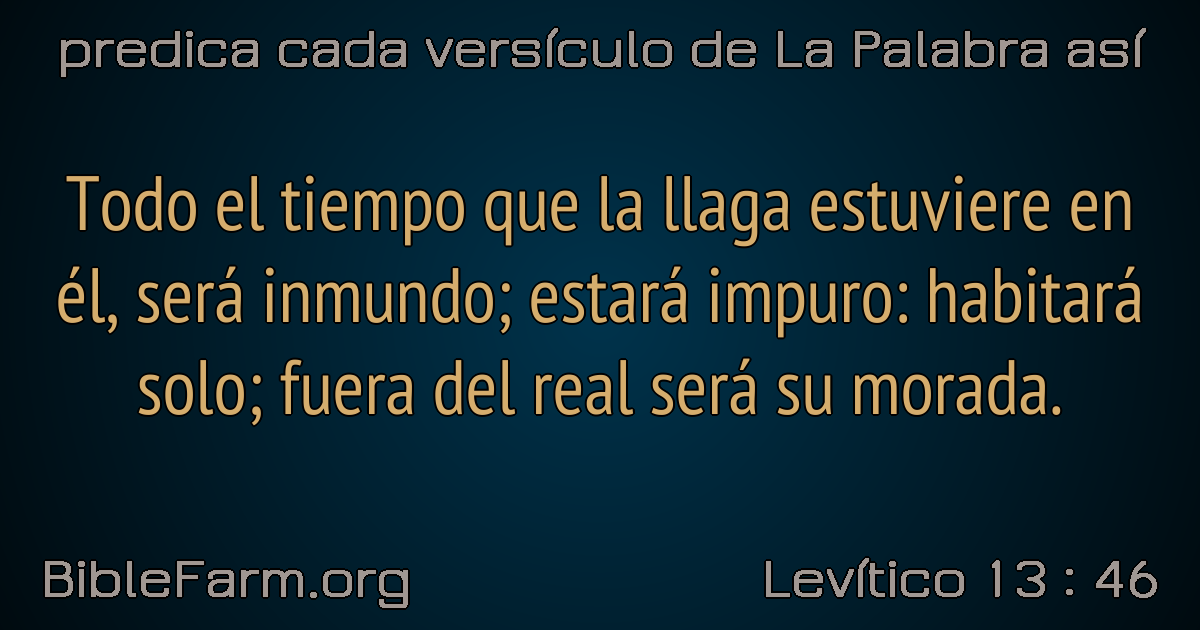 predica cada versículo de La Palabra así
Todo el tiempo que la llaga estuviere en
él, será inmundo; estará impuro: habitará
solo; fuera del real será su morada.
BibleFarm.org
Levítico 13 : 46